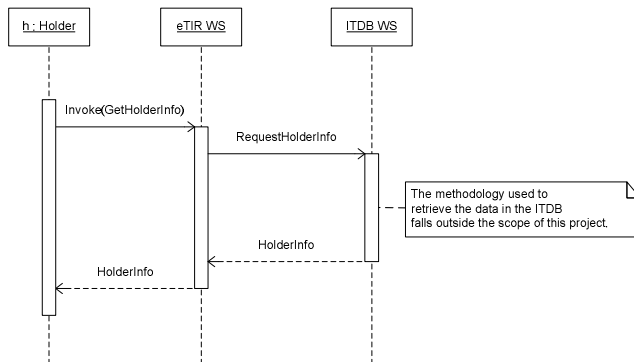 h : Holder
eTIR WS
ITDB WS
Invoke(GetHolderInfo)
RequestHolderInfo
The methodology used to
retrieve the data in the ITDB
falls outside the scope of this project.
HolderInfo
HolderInfo